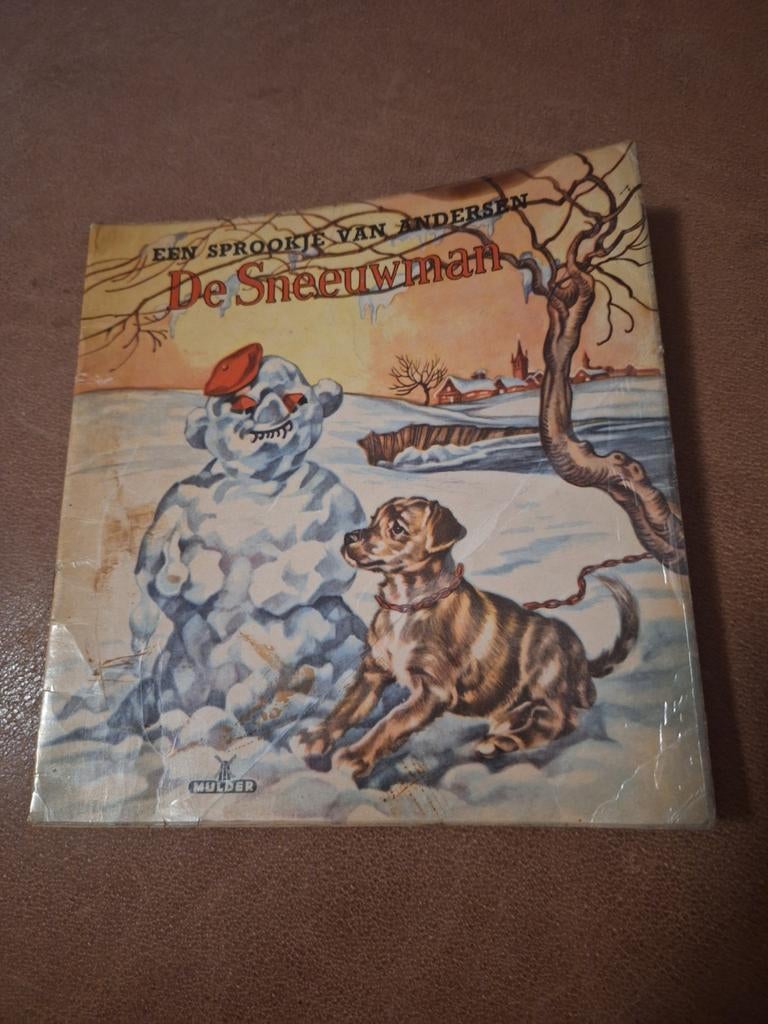 EEN SPROOKJE VAN ANDERSEN
De Sneeuwman
MULDER